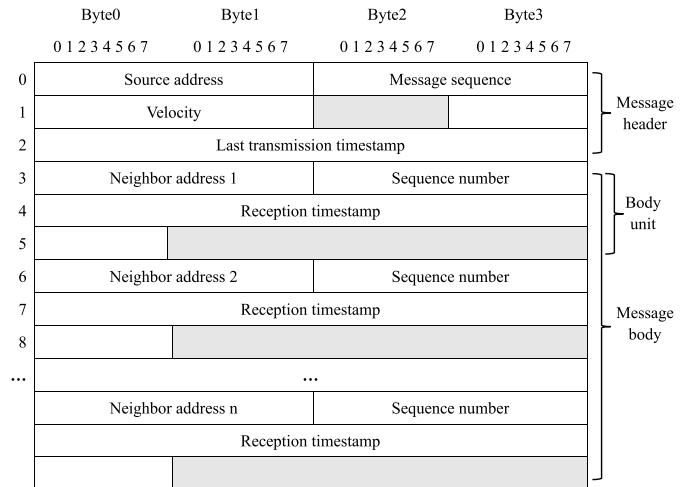 Byte0 Byte1 Byte2 Byte3
0 1 2 3 4 5 6 7 0 1 2 3 4 5 6 7 0 1 2 3 4 5 6 7 0 1 2 3 4 5 6 7
0 Source address Message sequence
1 Velocity
Message
header
2 Last transmission timestamp
3 Neighbor address 1 Sequence number
4 Reception timestamp
Body
unit
5
6 Neighbor address 2 Sequence number
7 Reception timestamp
Message
body
8
... ...
Neighbor address n Sequence number
Reception timestamp